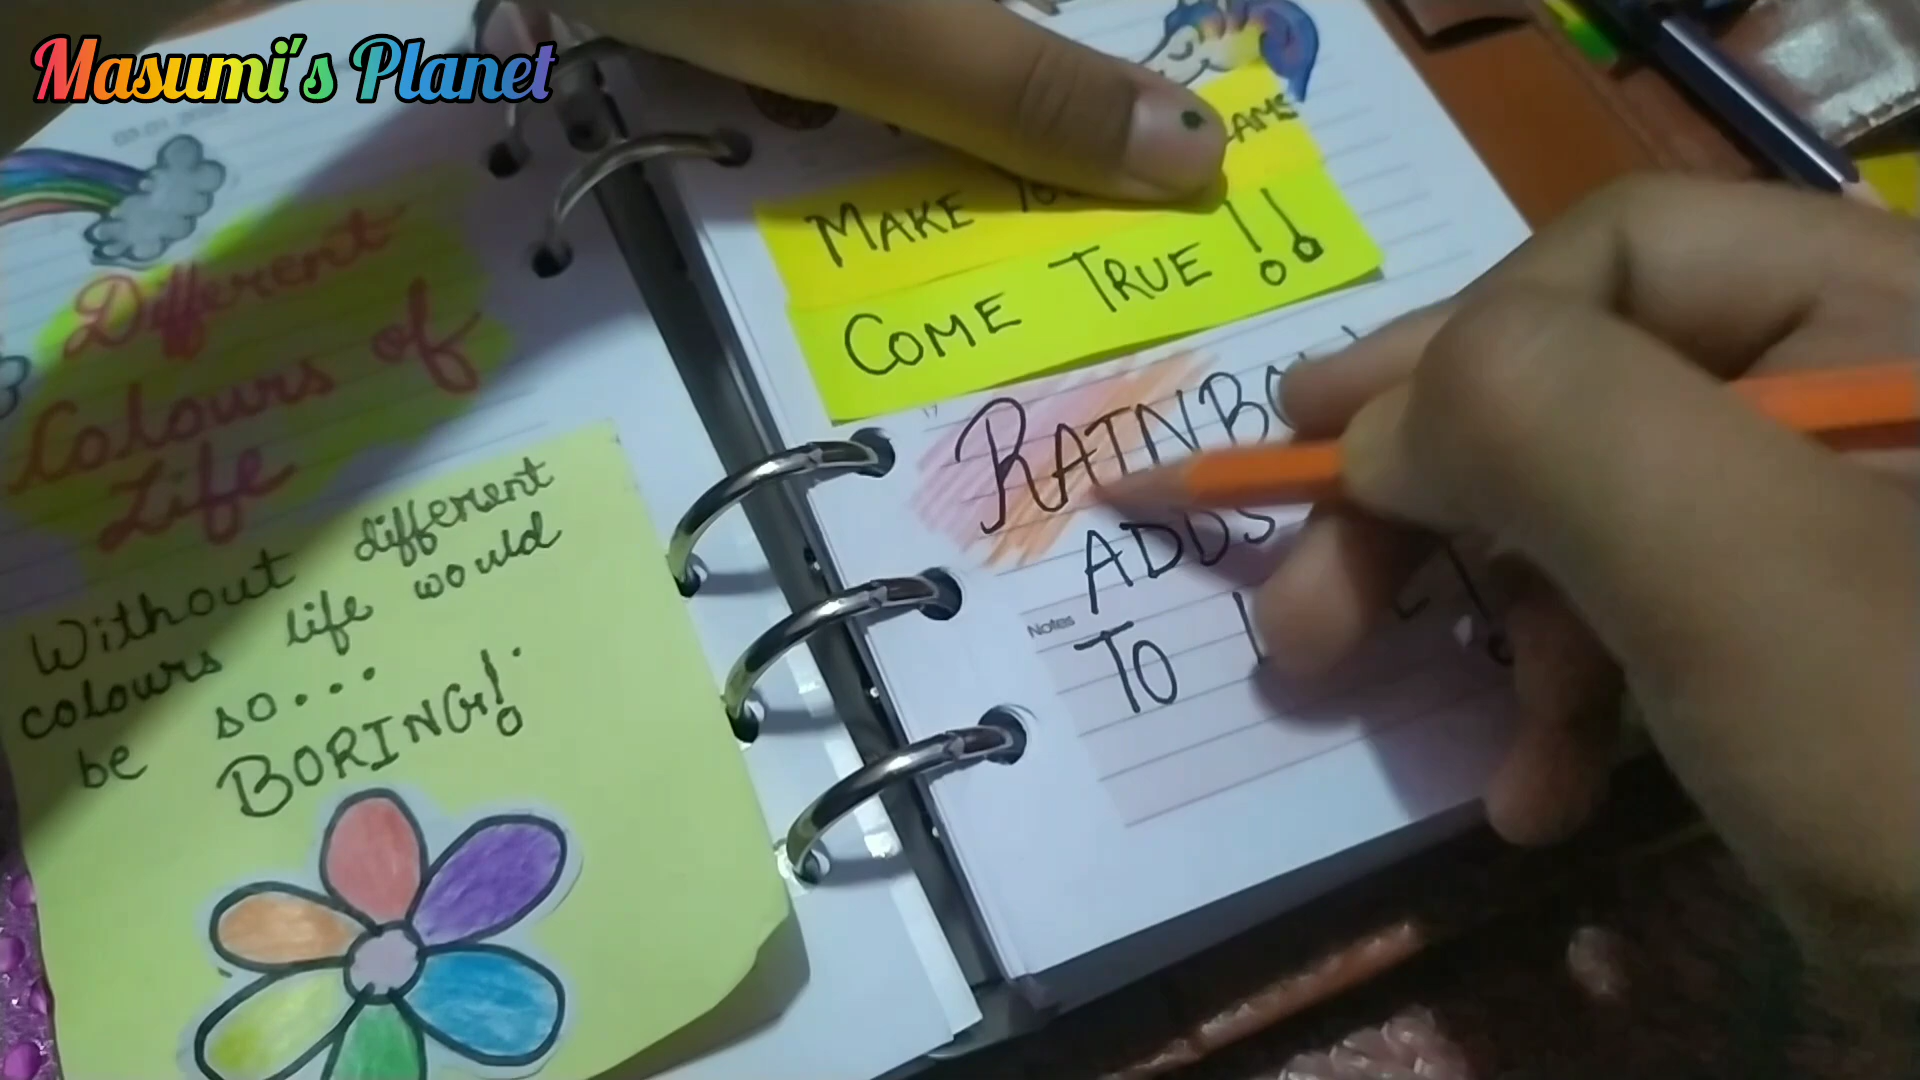 Masumi's Planet
Different
Colours of
Life
Without different
colours life would
be so...
BORING!
MAKE
COME TRUE!!
ADDS
Notes
TO